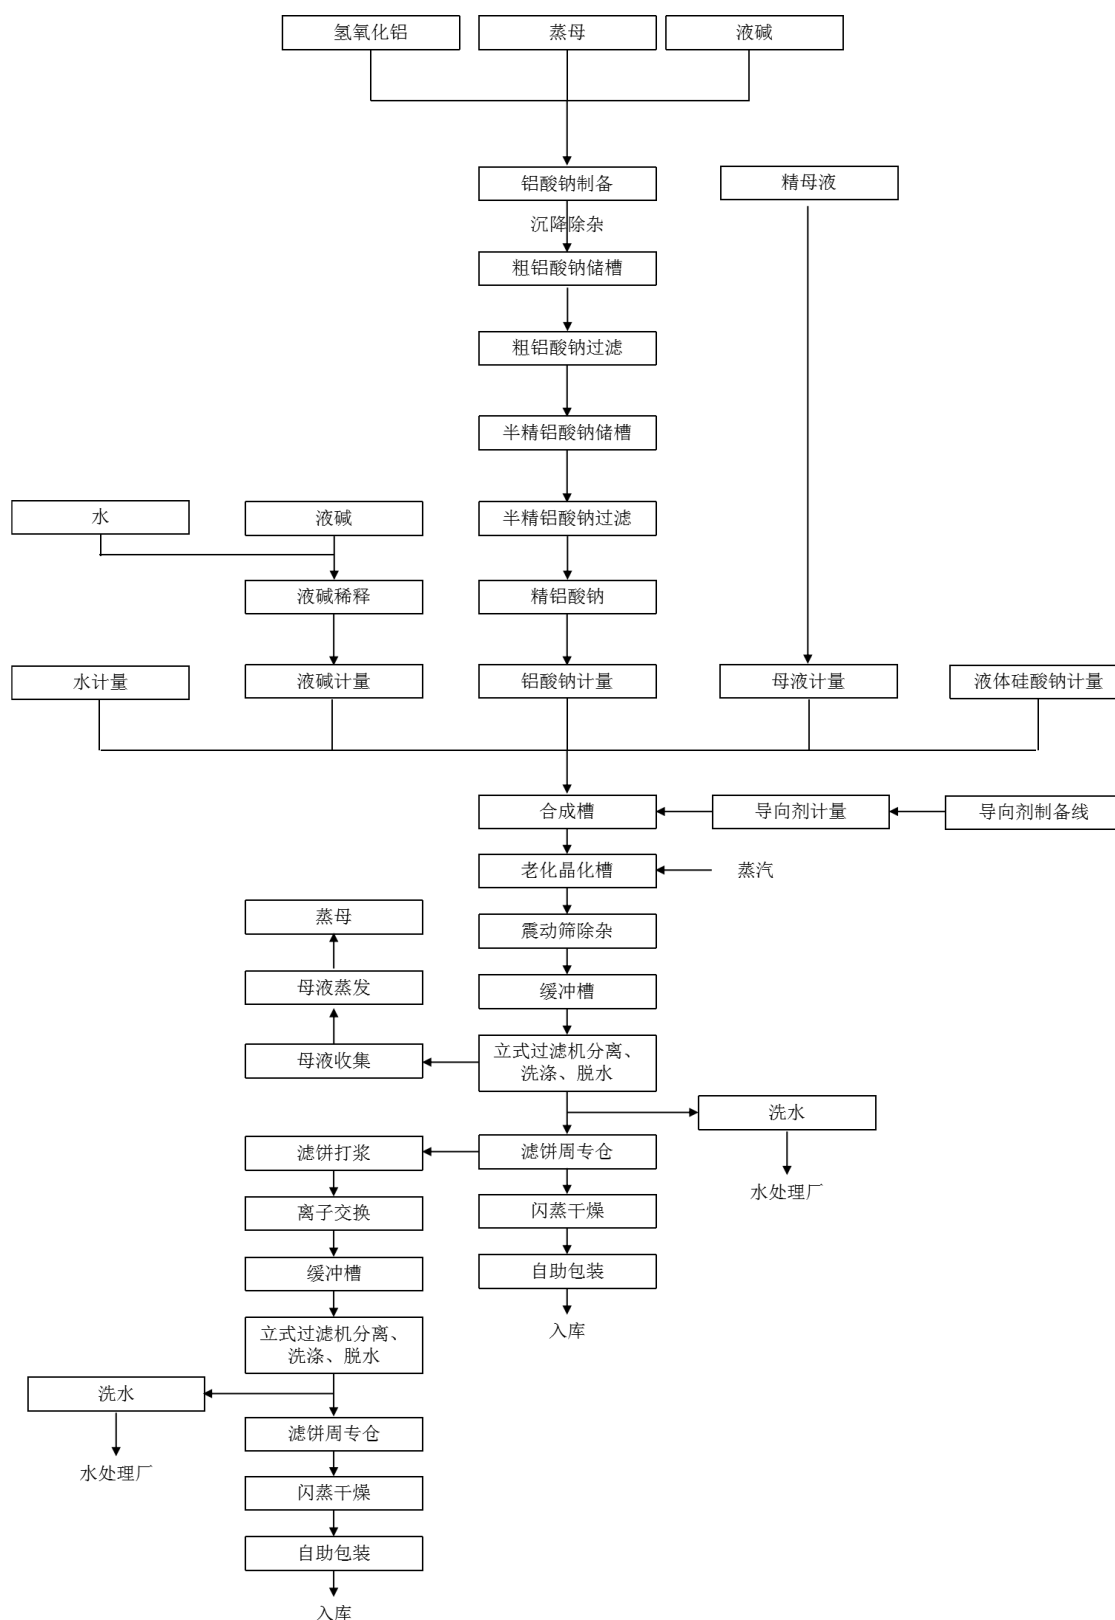 氢氧化铝
蒸母
液碱
铝酸钠制备
精母液
沉降除杂
粗铝酸钠储槽
粗铝酸钠过滤
半精铝酸钠储槽
水
液碱
半精铝酸钠过滤
液碱稀释
精铝酸钠
水计量
液碱计量
铝酸钠计量
母液计量
液体硅酸钠计量
合成槽
导向剂计量
导向剂制备线
老化晶化槽
蒸汽
蒸母
震动筛除杂
母液蒸发
缓冲槽
母液收集
立式过滤机分离、
洗涤、脱水
洗水
滤饼打浆
滤饼周专仓
水处理厂
离子交换
闪蒸干燥
缓冲槽
自助包装
入库
立式过滤机分离、
洗涤、脱水
洗水
滤饼周专仓
水处理厂
闪蒸干燥
自助包装
入库